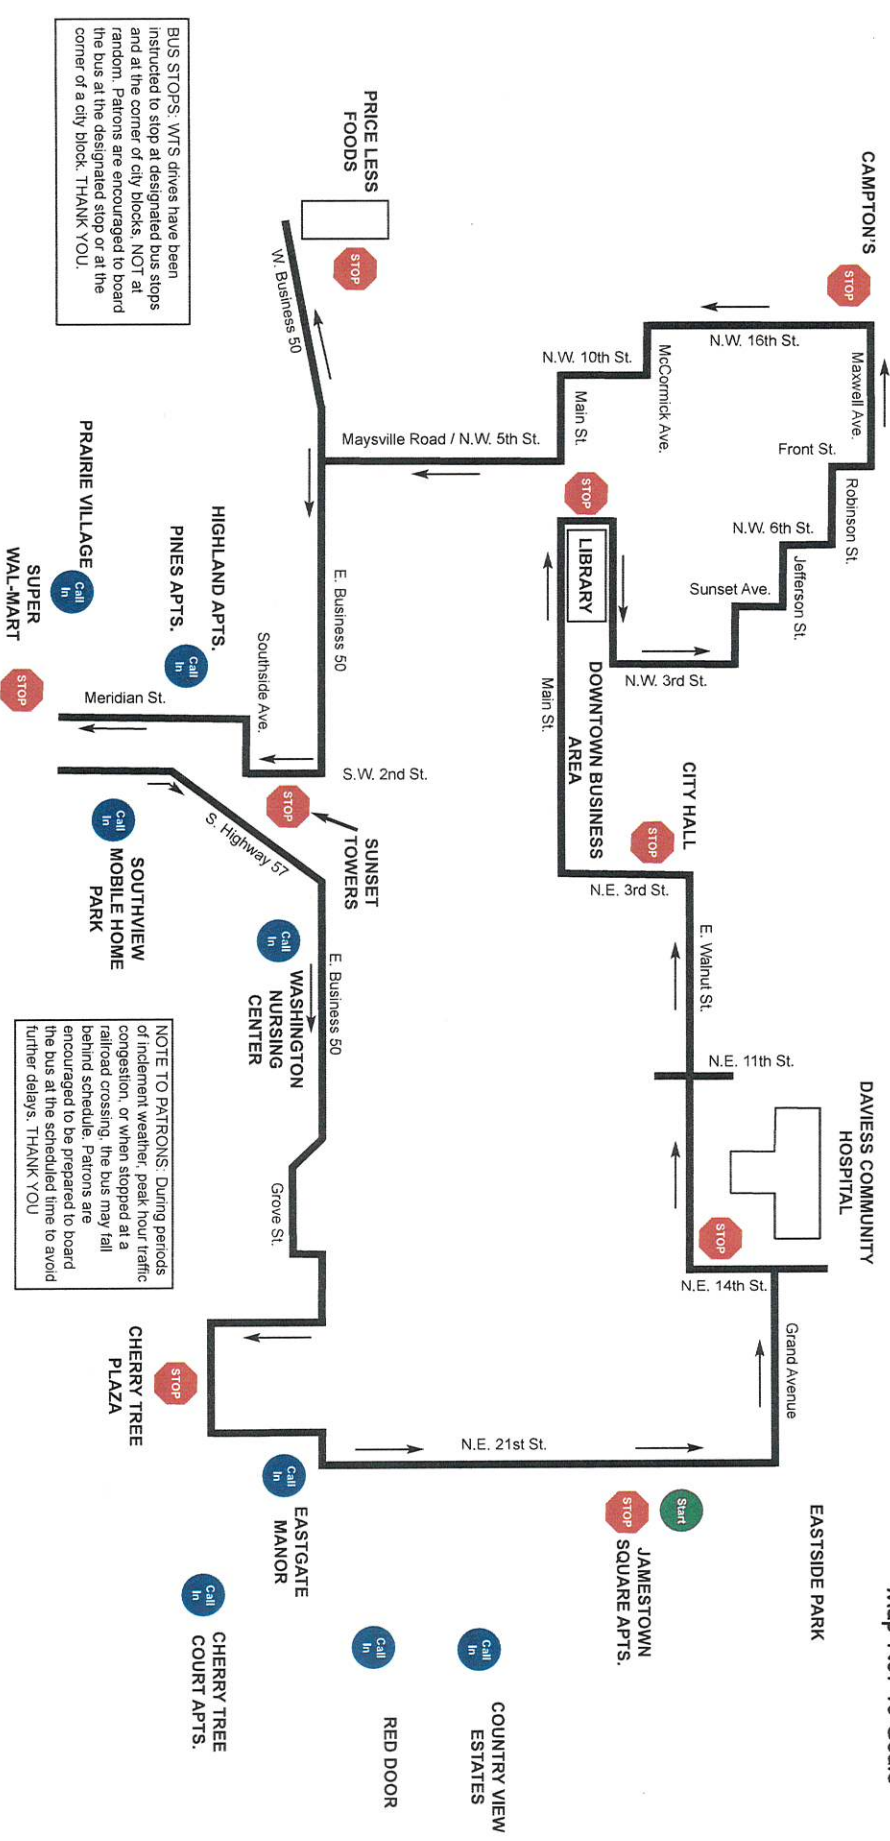 Map NOT To Scale
CAMPTON'S
STOP
Maxwell Ave.
N.W. 16th St.
McCormick Ave.
N.W. 10th St.
Main St.
Front St.
Robinson St.
N.W. 6th St.
Jefferson St.
Sunset Ave.
N.W. 3rd St.
STOP
LIBRARY
DOWNTOWN BUSINESS
AREA
Main St.
CITY HALL
STOP
N.E. 3rd St.
E. Walnut St.
N.E. 11th St.
DAVIESS COMMUNITY
HOSPITAL
STOP
N.E. 14th St.
Grand Avenue
EASTSIDE PARK
Start
STOP
JAMESTOWN
SQUARE APTS.
N.E. 21st St.
PRICE LESS
FOODS
STOP
W. Business 50
Maysville Road / N.W. 5th St.
E. Business 50
S.W. 2nd St.
Southside Ave.
SUNSET
TOWERS
STOP
HIGHLAND APTS.
PINES APTS.
Call
In
Meridian St.
PRAIRIE VILLAGE
Call
In
SUPER
WAL-MART
STOP
S. Highway 57
Call
In
SOUTHVIEW
MOBILE HOME
PARK
Call
In
WASHINGTON
NURSING
CENTER
E. Business 50
Grove St.
CHERRY TREE
PLAZA
STOP
Call
In
EASTGATE
MANOR
Call
In
CHERRY TREE
COURT APTS.
Call
In
RED DOOR
Call
In
COUNTRY VIEW
ESTATES
BUS STOPS: WTS drives have been
instructed to stop at designated bus stops
and at the corner of city blocks, NOT at
random. Patrons are encouraged to board
the bus at the designated stop or at the
corner of a city block. THANK YOU.
NOTE TO PATRONS: During periods
of inclement weather, peak hour traffic
congestion, or when stopped at a
railroad crossing, the bus may fall
behind schedule. Patrons are
encouraged to be prepared to board
the bus at the scheduled time to avoid
further delays. THANK YOU